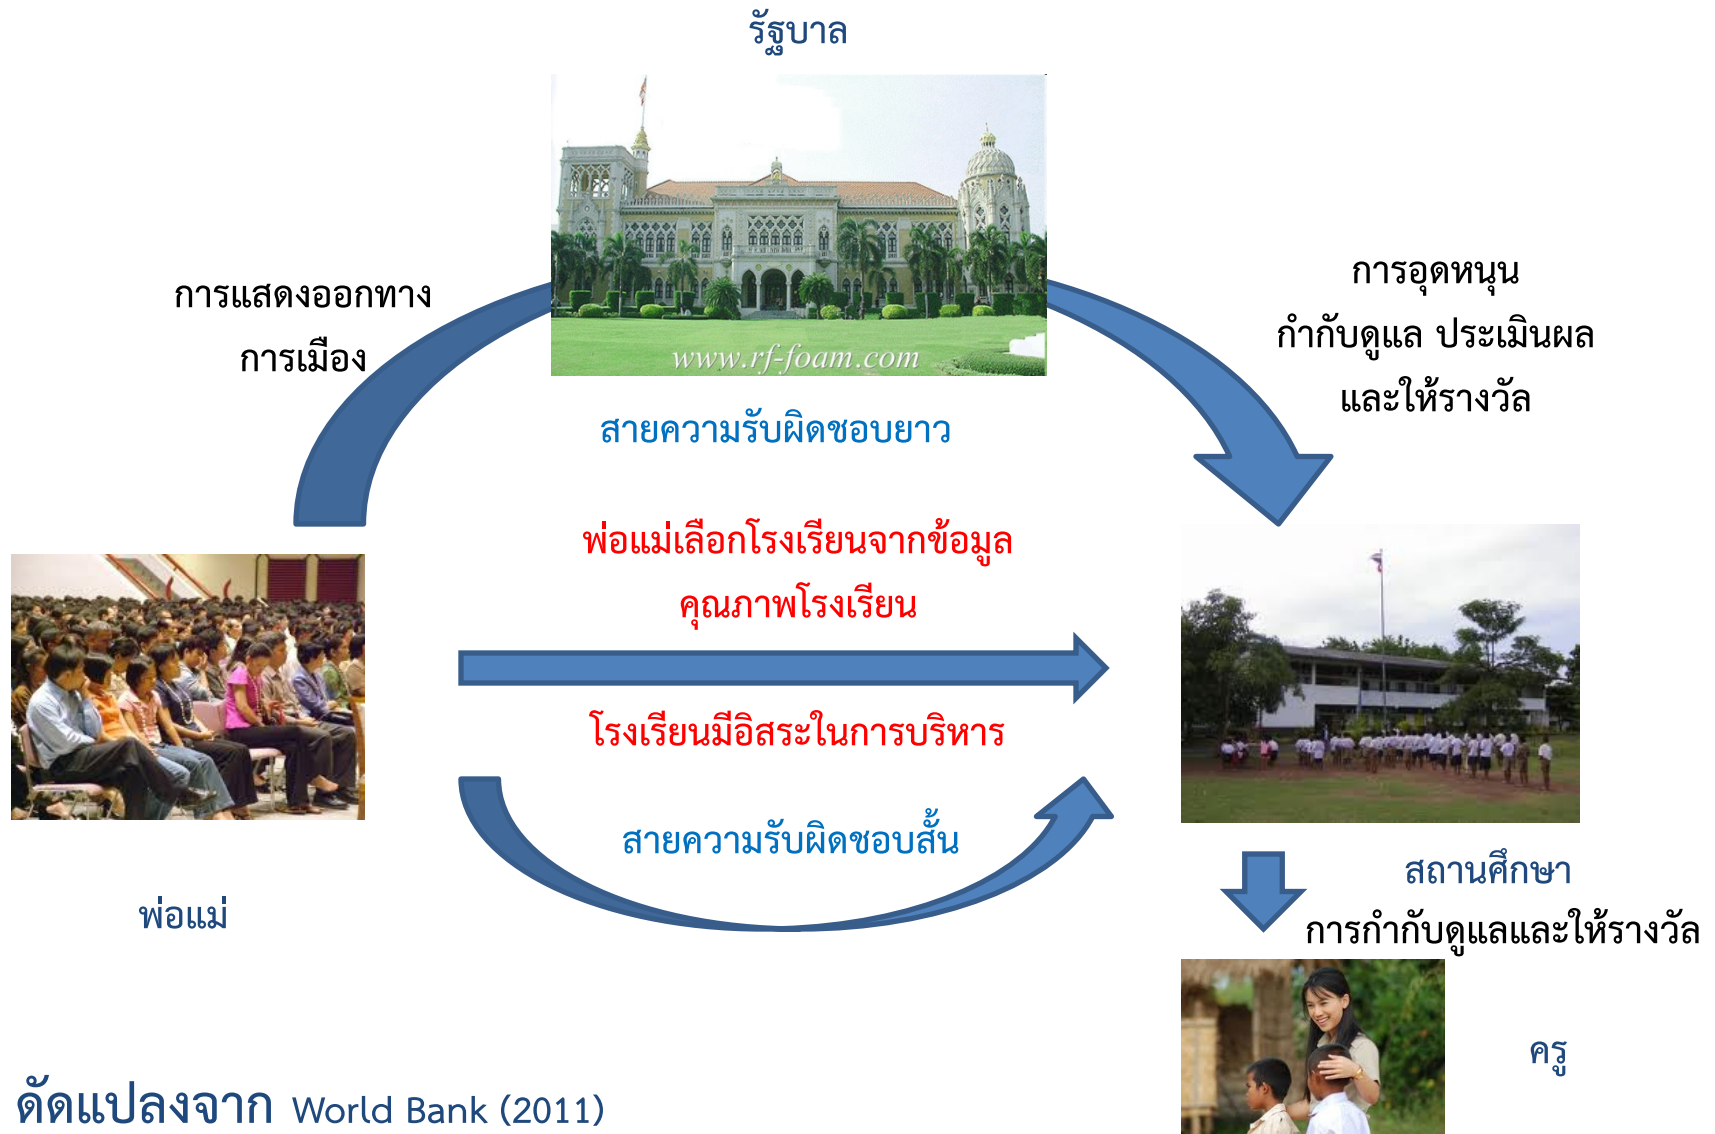 รัฐบาล
www.rf-foam.com
การแสดงออกทาง
การเมือง
การอุดหนุน
กำกับดูแล ประเมินผล
และให้รางวัล
สายความรับผิดชอบยาว
พ่อแม่เลือกโรงเรียนจากข้อมูล
คุณภาพโรงเรียน
โรงเรียนมีอิสระในการบริหาร
สายความรับผิดชอบสั้น
พ่อแม่
สถานศึกษา
การกำกับดูแลและให้รางวัล
ครู
ดัดแปลงจาก World Bank (2011)